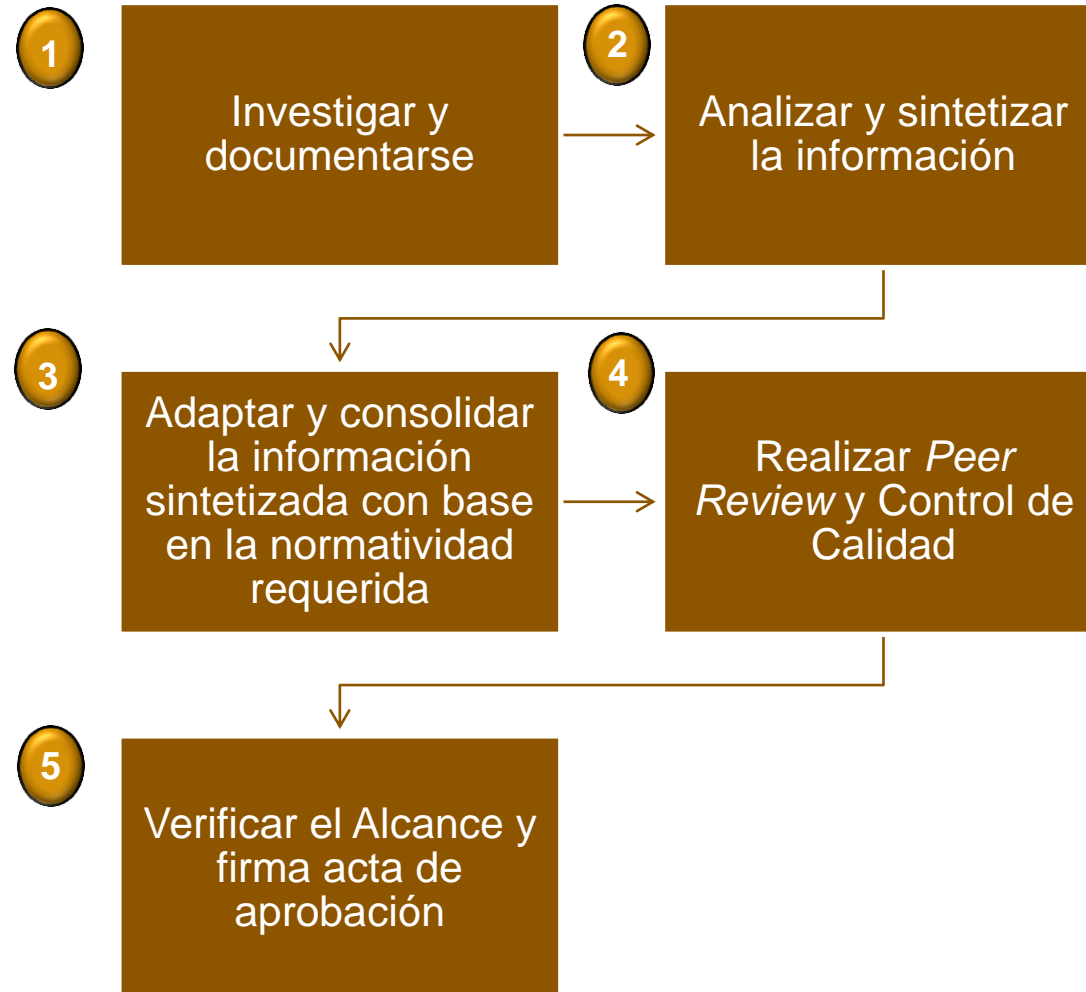 1
Investigar y
documentarse
2
Analizar y sintetizar
la información
3
Adaptar y consolidar
la información
sintetizada con base
en la normatividad
requerida
4
Realizar Peer
Review y Control de
Calidad
5
Verificar el Alcance y
firma acta de
aprobación